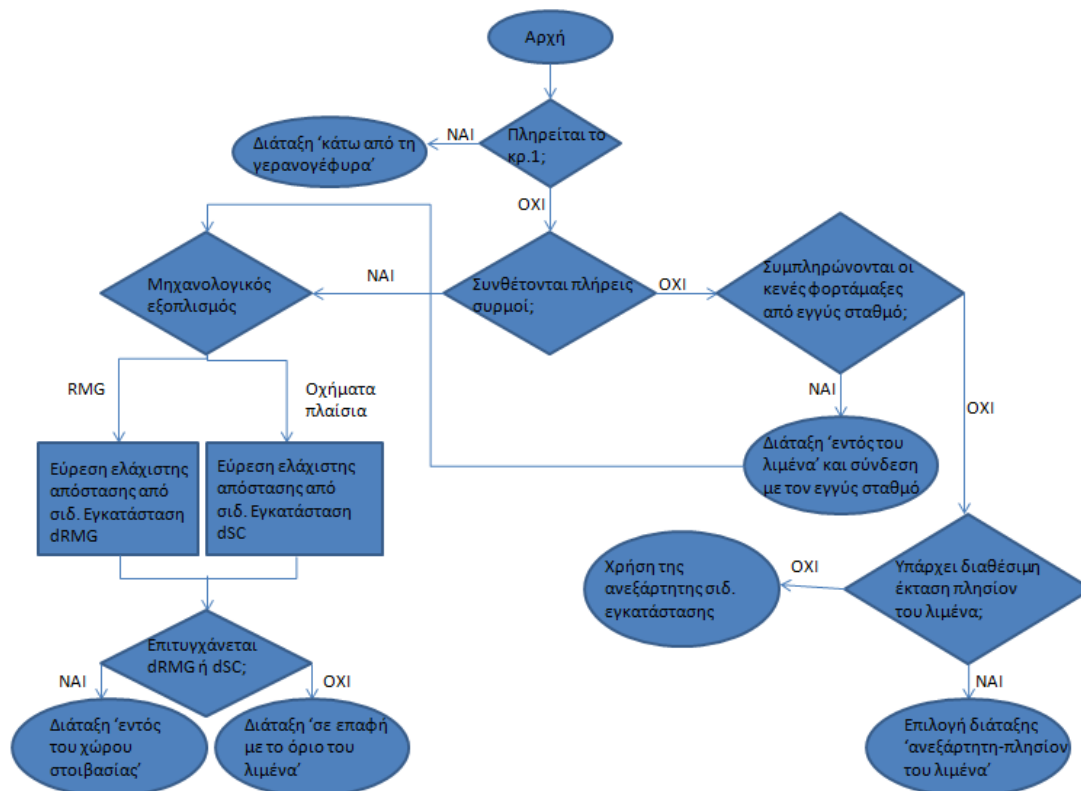 Αρχή
ΝΑΙ
Πληρείται το
κρ.1;
Διάταξη ‘κάτω από τη
γερανογέφυρα’
ΟΧΙ
Μηχανολογικός
εξοπλισμός
ΝΑΙ
Συνθέτονται πλήρεις
συρμοί;
ΟΧΙ
Συμπληρώνονται οι
κενές φορτάμαξες
από εγγύς σταθμό;
RMG
Οχήματα
πλαίσια
ΝΑΙ
ΟΧΙ
Εύρεση ελάχιστης
απόστασης από
σιδ. Εγκατάσταση
dRMG
Εύρεση ελάχιστης
απόστασης από
σιδ. Εγκατάσταση
dSC
Διάταξη ‘εντός του
λιμένα’ και σύνδεση
με τον εγγύς σταθμό
Χρήση της
ανεξάρτητης σιδ.
εγκατάστασης
ΟΧΙ
Υπάρχει διαθέσιμη
έκταση πλησίον
του λιμένα;
Επιτυγχάνεται
dRMG ή dSC;
ΝΑΙ
ΟΧΙ
ΝΑΙ
Διάταξη ‘εντός
του χώρου
στοιβασίας’
Διάταξη ‘σε επαφή
με το όριο του
λιμένα’
Επιλογή διάταξης
‘ανεξάρτητη-πλησίον
του λιμένα’